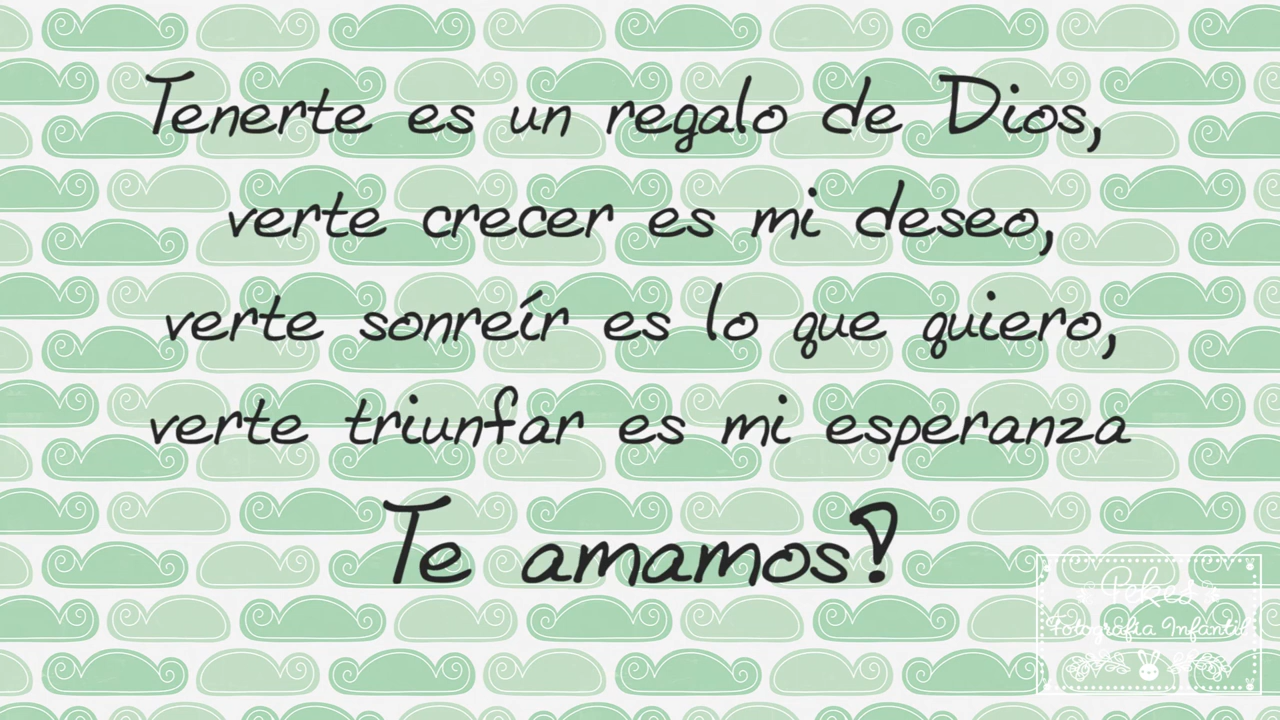 Tenerte es un regalo de Dios,
verte crecer es mi deseo,
verte sonreír es lo que quiero,
verte triunfar es mi esperanza
Te amamos!
Pekes
Fotografía Infantil